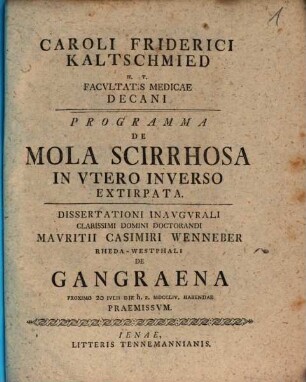 1
CAROLI FRIDERICI
KALTSCHMIED
H. T.
FACVLTATIS MEDICAE
DECANI
PROGRAMMA
DE
MOLA SCIRRHOSA
IN VTERO INVERSO
EXTIRPATA.
DISSERTATIONI INAVGVRALI
CLARISSIMI DOMINI DOCTORANDI
MAVRITII CASIMIRI WENNEBER
RHEDA-WESTPHALI
DE
GANGRAENA
PROXIMO 20 IVLII DIE h. s. MDCCLIV. HABENDAE
PRAEMISSVM.
IENAE,
LITTERIS TENNEMANNIANIS.